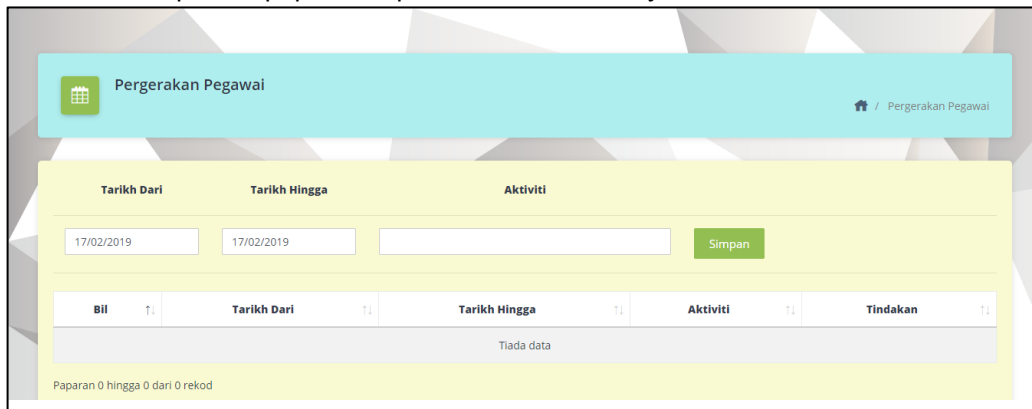 Pergerakan Pegawai
/ Pergerakan Pegawai
Tarikh Dari Tarikh Hingga Aktiviti
17/02/2019 17/02/2019 Simpan
Bil Tarikh Dari Tarikh Hingga Aktiviti Tindakan
Tiada data
Paparan 0 hingga 0 dari 0 rekod